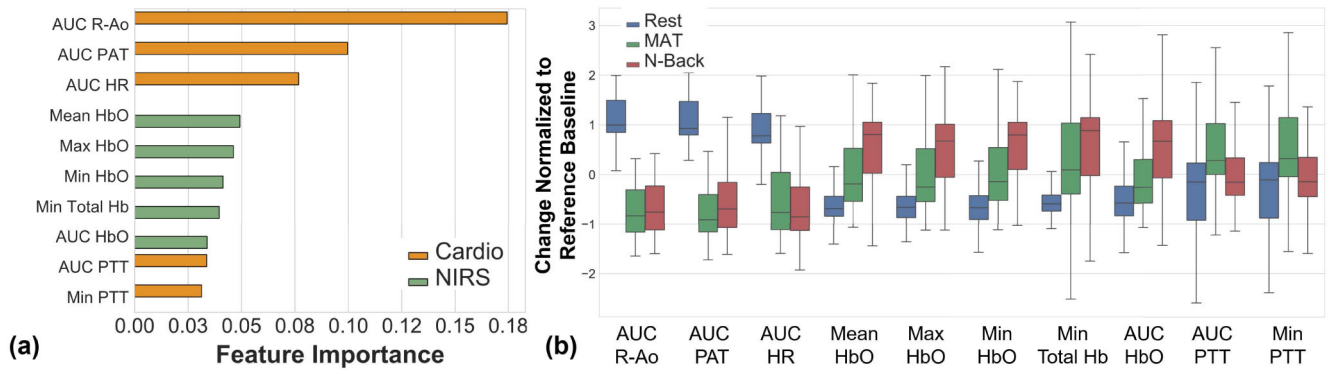 AUC R-Ao
AUC PAT
AUC HR
Mean HbO
Max HbO
Min HbO
Min Total Hb
AUC HbO
AUC PTT
Min PTT
Cardio
NIRS
0.00 0.03 0.05 0.08 0.10 0.13 0.15 0.18
Feature Importance
(a)
Change Normalized to
Reference Baseline
3
2
1
0
−1
−2
Rest
MAT
N-Back
AUC AUC AUC Mean Max Min Min AUC AUC Min
R-Ao PAT HR HbO HbO HbO Total Hb HbO PTT PTT
(b)